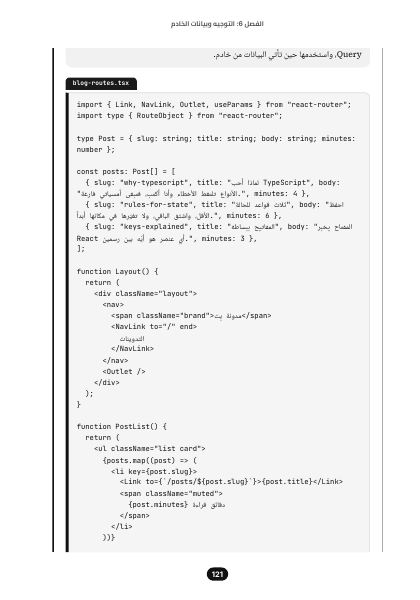 الفصل 6: التوجيه وبيانات الخادم
Query، واستخدمها حين تأتي البيانات من خادم.
blog-routes.tsx
import { Link, NavLink, Outlet, useParams } from "react-router";
import type { RouteObject } from "react-router";
type Post = { slug: string; title: string; body: string; minutes:
number };
const posts: Post[] = [
{ slug: "why-typescript", title: "لماذا أحب TypeScript", body:
"الأنواع تلتقط الأخطاء وأنا أكتب، فتبقى أمسياتي فارغة.", minutes: 4 },
{ slug: "rules-for-state", title: "ثلاث قواعد للحالة", body: "احفظ
الأقل، واشتق الباقي، ولا تغيّرها في مكانها أبدًا.", minutes: 6 },
{ slug: "keys-explained", title: "المفاتيح ببساطة", body: "المفتاح يخبر
React أي عنصر هو أيّه بين رسمين.", minutes: 3 },
];
function Layout() {
return (
<div className="layout">
<nav>
<span className="brand">مدونة بِت</span>
<NavLink to="/" end>
التدوينات
</NavLink>
</nav>
<Outlet />
</div>
);
}
function PostList() {
return (
<ul className="list card">
{posts.map((post) => (
<li key={post.slug}>
<Link to={`/posts/${post.slug}`}>{post.title}</Link>
<span className="muted">
{post.minutes} دقائق قراءة
</span>
</li>
))}
121